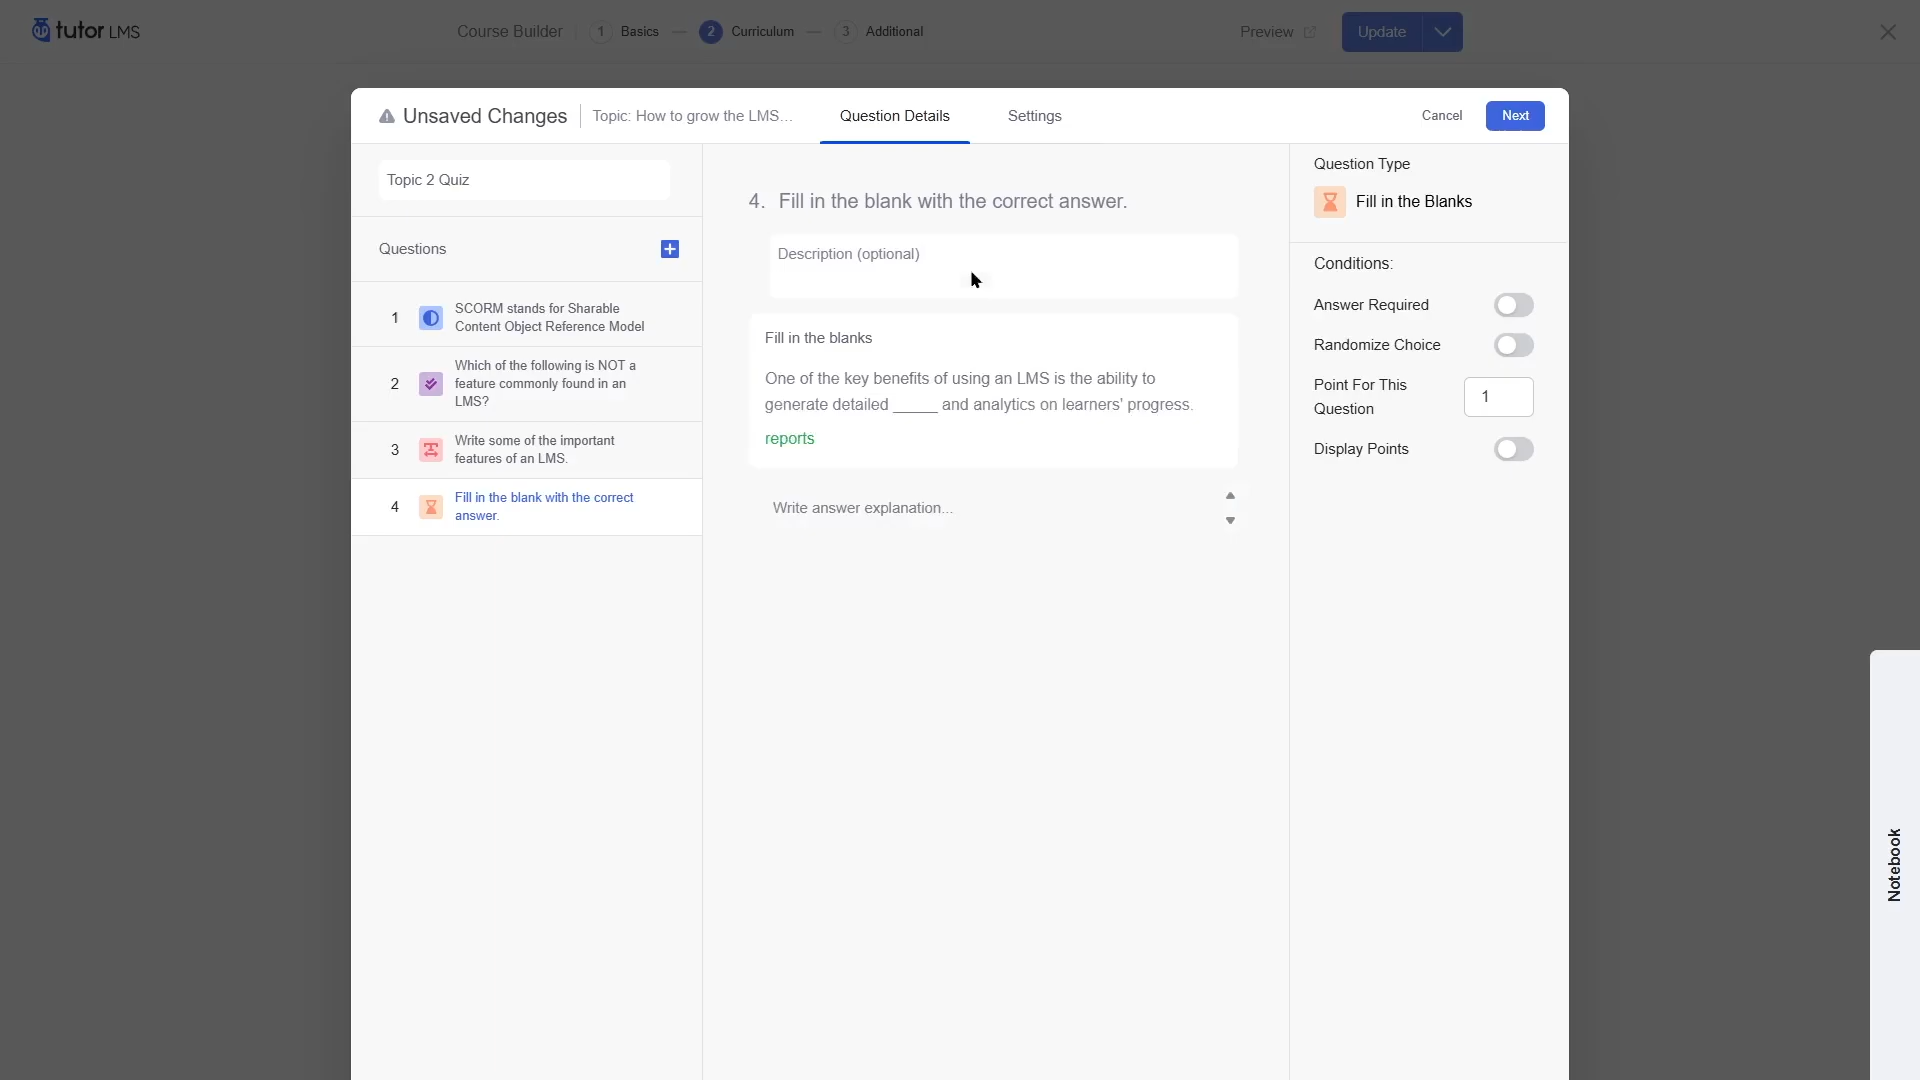 tutor LMS
Course Builder
1 Basics
2 Curriculum
3 Additional
Preview
Update
Unsaved Changes
Topic: How to grow the LMS...
Question Details
Settings
Cancel
Next
Topic 2 Quiz
Questions
1
SCORM stands for Sharable
Content Object Reference Model
2
Which of the following is NOT a
feature commonly found in an
LMS?
3
Write some of the important
features of an LMS.
4
Fill in the blank with the correct
answer.
4. Fill in the blank with the correct answer.
Description (optional)
Fill in the blanks
One of the key benefits of using an LMS is the ability to
generate detailed _____ and analytics on learners' progress.
reports
Write answer explanation...
Question Type
Fill in the Blanks
Conditions:
Answer Required
Randomize Choice
Point For This
Question
1
Display Points
Notebook